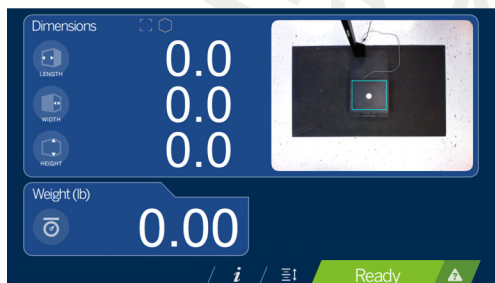 Dimensions
LENGTH
0.0
WIDTH
0.0
HEIGHT
0.0
Weight (lb)
0.00
i
Ready
?